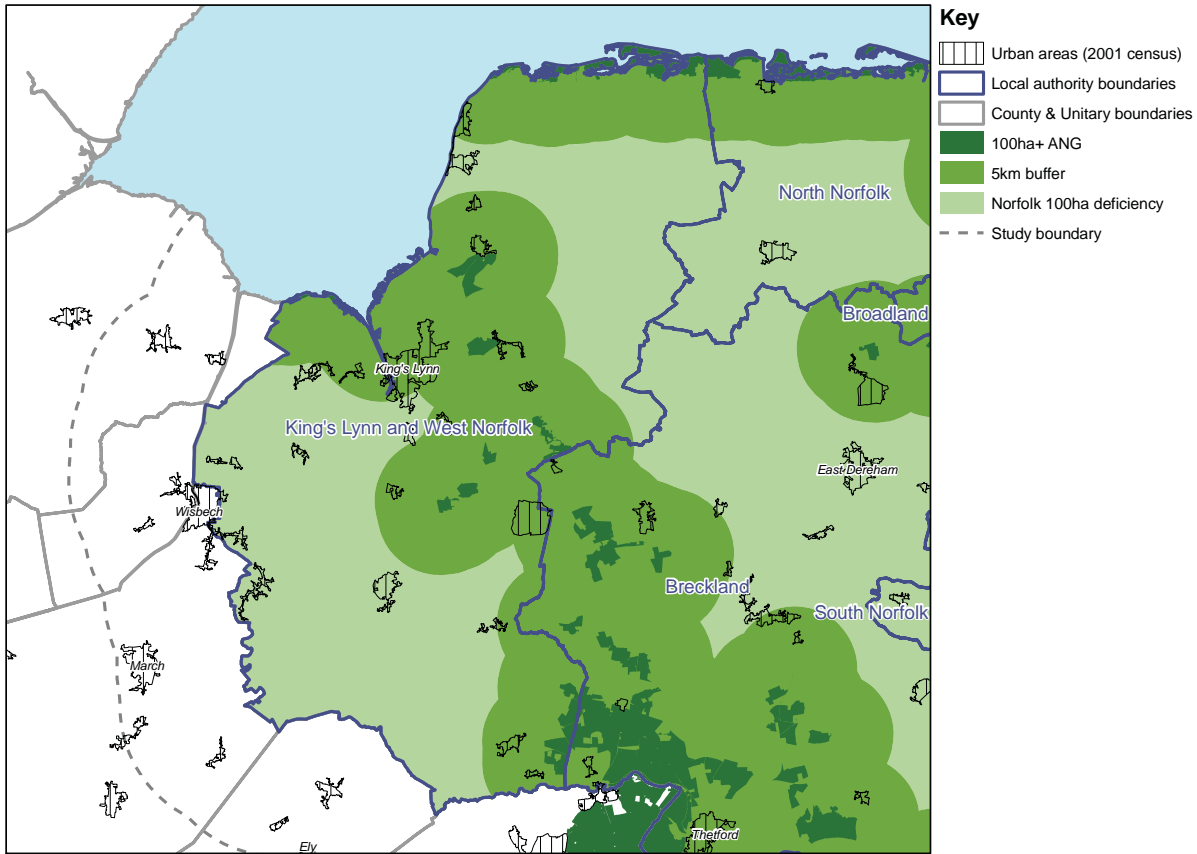 Key
Urban areas (2001 census)
Local authority boundaries
County & Unitary boundaries
100ha+ ANG
5km buffer
Norfolk 100ha deficiency
Study boundary
North Norfolk
Broadland
King's Lynn
King's Lynn and West Norfolk
East Dereham
Wisbech
Breckland
South Norfolk
March
Thetford
Ely